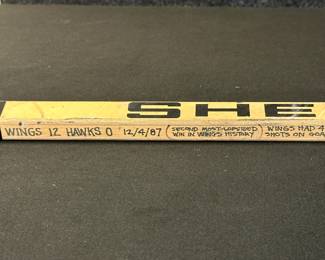 SHE
WINGS 12 HAWKS 0 12/4/87 (SECOND MOST-LOPSIDED WIN IN WINGS HISTORY) WINGS HAD 4
SHOTS ON GOA